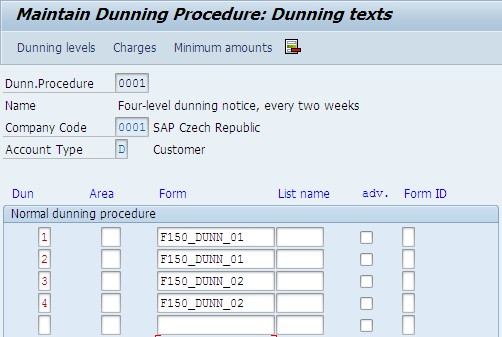 Maintain Dunning Procedure: Dunning texts
Dunning levels Charges Minimum amounts
Dunn.Procedure 0001
Name Four-level dunning notice, every two weeks
Company Code 0001 SAP Czech Republic
Account Type D Customer
Dun Area Form List name adv. Form ID
Normal dunning procedure
1 F150_DUNN_01
2 F150_DUNN_01
3 F150_DUNN_02
4 F150_DUNN_02